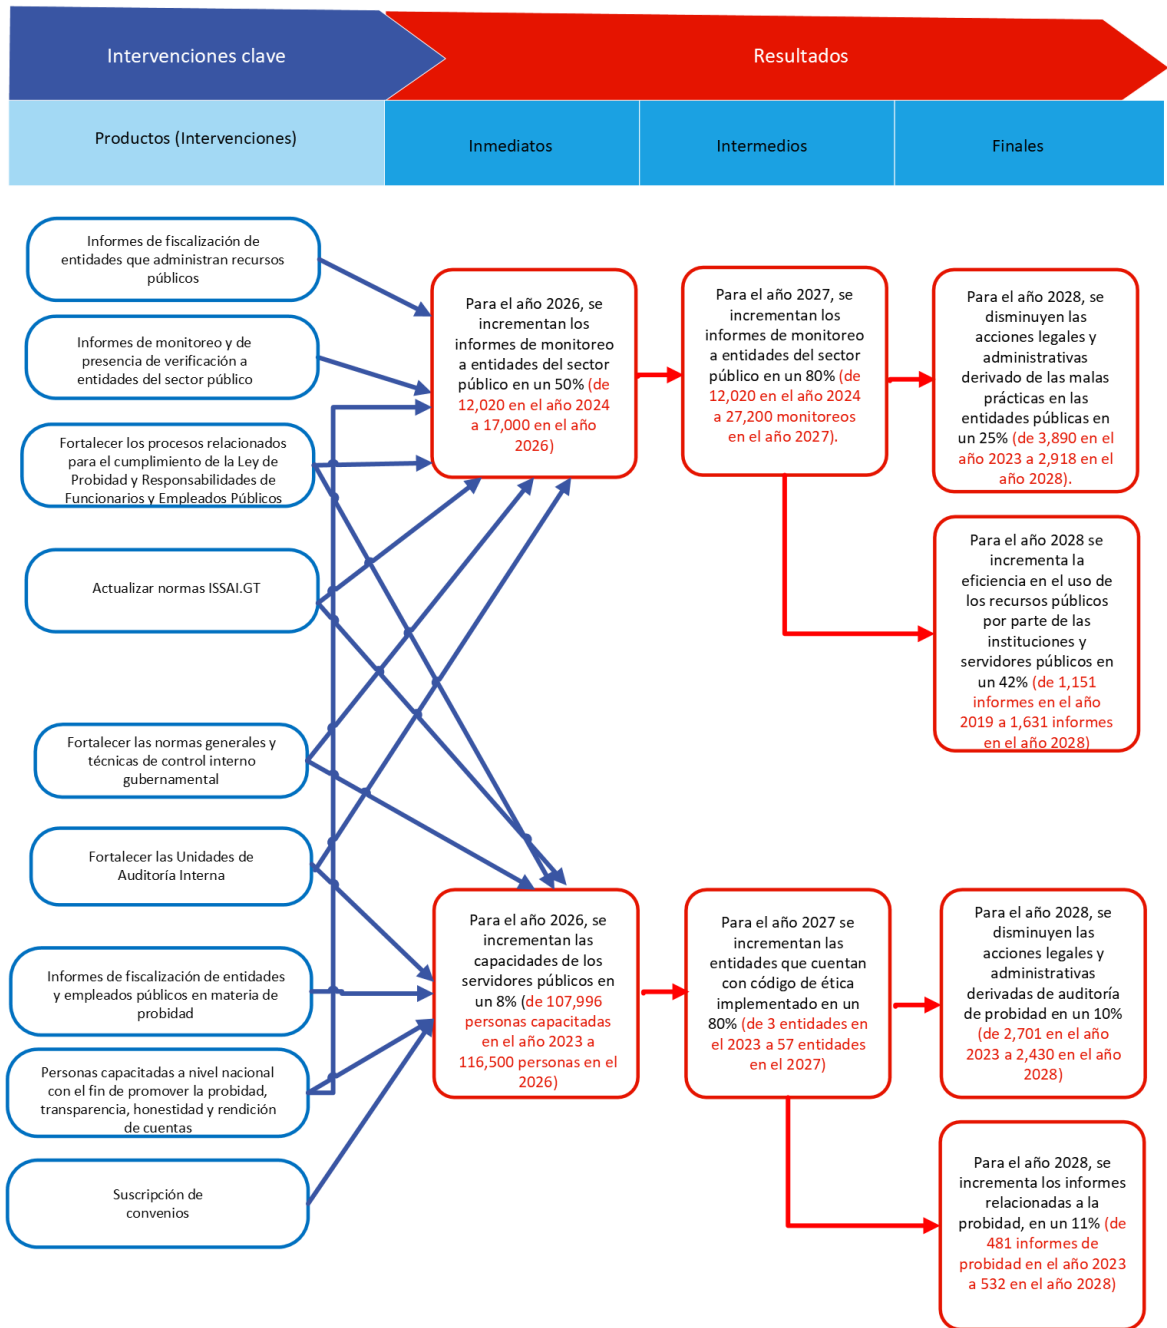 Intervenciones clave
Resultados
Productos (Intervenciones)
Inmediatos
Intermedios
Finales
Informes de fiscalización de
entidades que administran recursos
públicos
Informes de monitoreo y de
presencia de verificación a
entidades del sector público
Fortalecer los procesos relacionados
para el cumplimiento de la Ley de
Probidad y Responsabilidades de
Funcionarios y Empleados Públicos
Actualizar normas ISSAI.GT
Fortalecer las normas generales y
técnicas de control interno
gubernamental
Fortalecer las Unidades de
Auditoría Interna
Informes de fiscalización de entidades
y empleados públicos en materia de
probidad
Personas capacitadas a nivel nacional
con el fin de promover la probidad,
transparencia, honestidad y rendición
de cuentas
Suscripción de
convenios
Para el año 2026, se
incrementan los
informes de monitoreo
a entidades del sector
público en un 50% (de
12,020 en el año 2024
a 17,000 en el año
2026)
Para el año 2027, se
incrementan los
informes de monitoreo
a entidades del sector
público en un 80% (de
12,020 en el año 2024
a 27,200 monitoreos
en el año 2027).
Para el año 2028, se
disminuyen las
acciones legales y
administrativas
derivado de las malas
prácticas en las
entidades públicas en
un 25% (de 3,890 en el
año 2023 a 2,918 en el
año 2028).
Para el año 2028 se
incrementa la
eficiencia en el uso de
los recursos públicos
por parte de las
instituciones y
servidores públicos en
un 42% (de 1,151
informes en el año
2019 a 1,631 informes
en el año 2028)
Para el año 2026, se
incrementan las
capacidades de los
servidores públicos en
un 8% (de 107,996
personas capacitadas
en el año 2023 a
116,500 personas en el
2026)
Para el año 2027 se
incrementan las
entidades que cuentan
con código de ética
implementado en un
80% (de 3 entidades en
el 2023 a 57 entidades
en el 2027)
Para el año 2028, se
disminuyen las
acciones legales y
administrativas
derivadas de auditoría
de probidad en un 10%
(de 2,701 en el año
2023 a 2,430 en el año
2028)
Para el año 2028, se
incrementa los informes
relacionadas a la
probidad, en un 11% (de
481 informes de
probidad en el año 2023
a 532 en el año 2028)